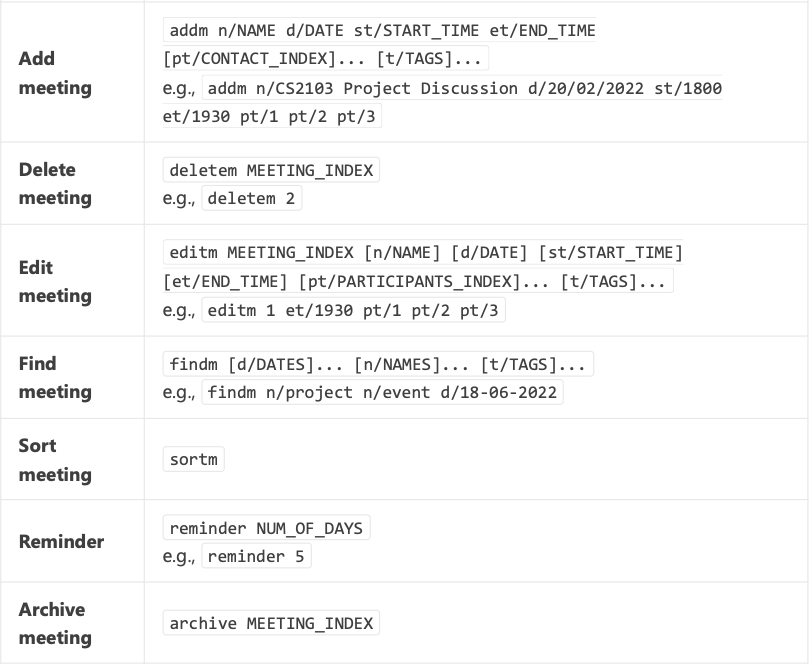 Add
meeting
addm n/NAME d/DATE st/START_TIME et/END_TIME
[pt/CONTACT_INDEX]... [t/TAGS]...
e.g., addm n/CS2103 Project Discussion d/20/02/2022 st/1800
et/1930 pt/1 pt/2 pt/3
Delete
meeting
deletem MEETING_INDEX
e.g., deletem 2
Edit
meeting
editm MEETING_INDEX [n/NAME] [d/DATE] [st/START_TIME]
[et/END_TIME] [pt/PARTICIPANTS_INDEX]... [t/TAGS]...
e.g., editm 1 et/1930 pt/1 pt/2 pt/3
Find
meeting
findm [d/DATES]... [n/NAMES]... [t/TAGS]...
e.g., findm n/project n/event d/18-06-2022
Sort
meeting
sortm
Reminder
reminder NUM_OF_DAYS
e.g., reminder 5
Archive
meeting
archive MEETING_INDEX